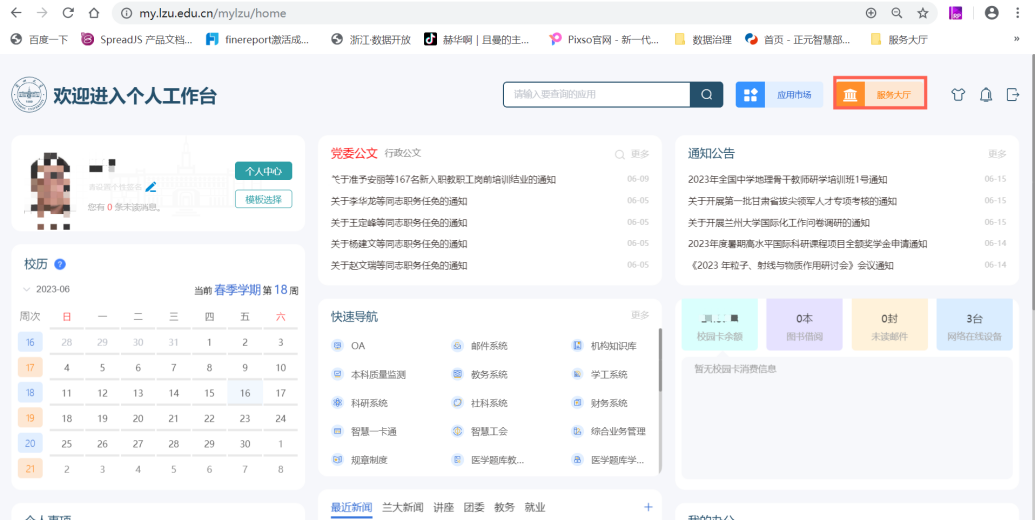 my.lzu.edu.cn/mylzu/home
百度一下 SpreadJS 产品文档... finereport激活成... 浙江·数据开放 赫华啊 | 且曼的主... Pixso官网 - 新一代... 数据治理 首页 - 正元智慧部... 服务大厅 »
欢迎进入个人工作台
请输入要查询的应用
应用市场
服务大厅
个人中心
模板选择
您有 0 条未读消息。
校历 ?
2023-06 当前 春季学期 第 18 周
周次 日 一 二 三 四 五 六
16 28 29 30 31 1 2 3
17 4 5 6 7 8 9 10
18 11 12 13 14 15 16 17
19 18 19 20 21 22 23 24
20 25 26 27 28 29 30 1
21 2 3 4 5 6 7 8
个人事项
党委公文 行政公文 更多
关于准予安丽等167名新入职教职工岗前培训结业的通知 06-09
关于李华龙等同志职务任免的通知 06-05
关于王定峰等同志职务任免的通知 06-05
关于杨建文等同志职务任免的通知 06-05
关于赵文瑞等同志职务任免的通知 06-05
快速导航 更多
OA 邮件系统 机构知识库
本科质量监测 教务系统 学工系统
科研系统 社科系统 财务系统
智慧一卡通 智慧工会 综合业务管理
规章制度 医学题库教... 医学题库学...
最近新闻 兰大新闻 讲座 团委 教务 就业 +
通知公告 更多
2023年全国中学地理骨干教师研学培训班1号通知 06-15
关于开展第一批甘肃省拔尖领军人才专项考核的通知 06-15
关于开展兰州大学国际化工作问卷调研的通知 06-15
2023年度暑期高水平国际科研课程项目全额奖学金申请通知 06-14
《2023 年粒子、射线与物质作用研讨会》会议通知 06-14
校园卡余额
0本
图书借阅
0封
未读邮件
3台
网络在线设备
暂无校园卡消费信息
我的办公